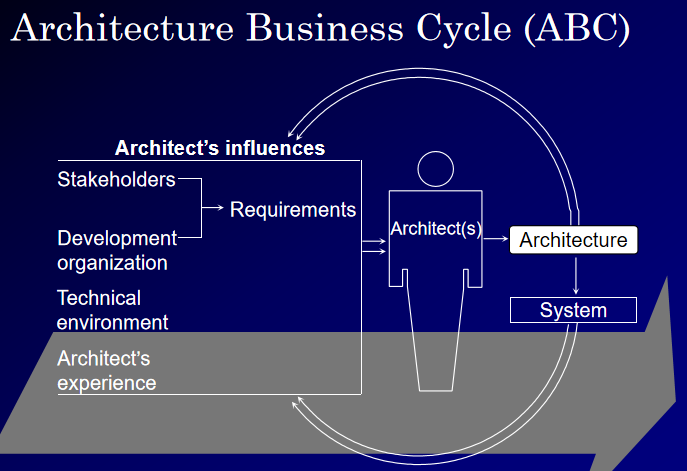 Architecture Business Cycle (ABC)
Architect’s influences
Stakeholders
Requirements
Development
organization
Technical
environment
Architect’s
experience
Architect(s)
Architecture
System